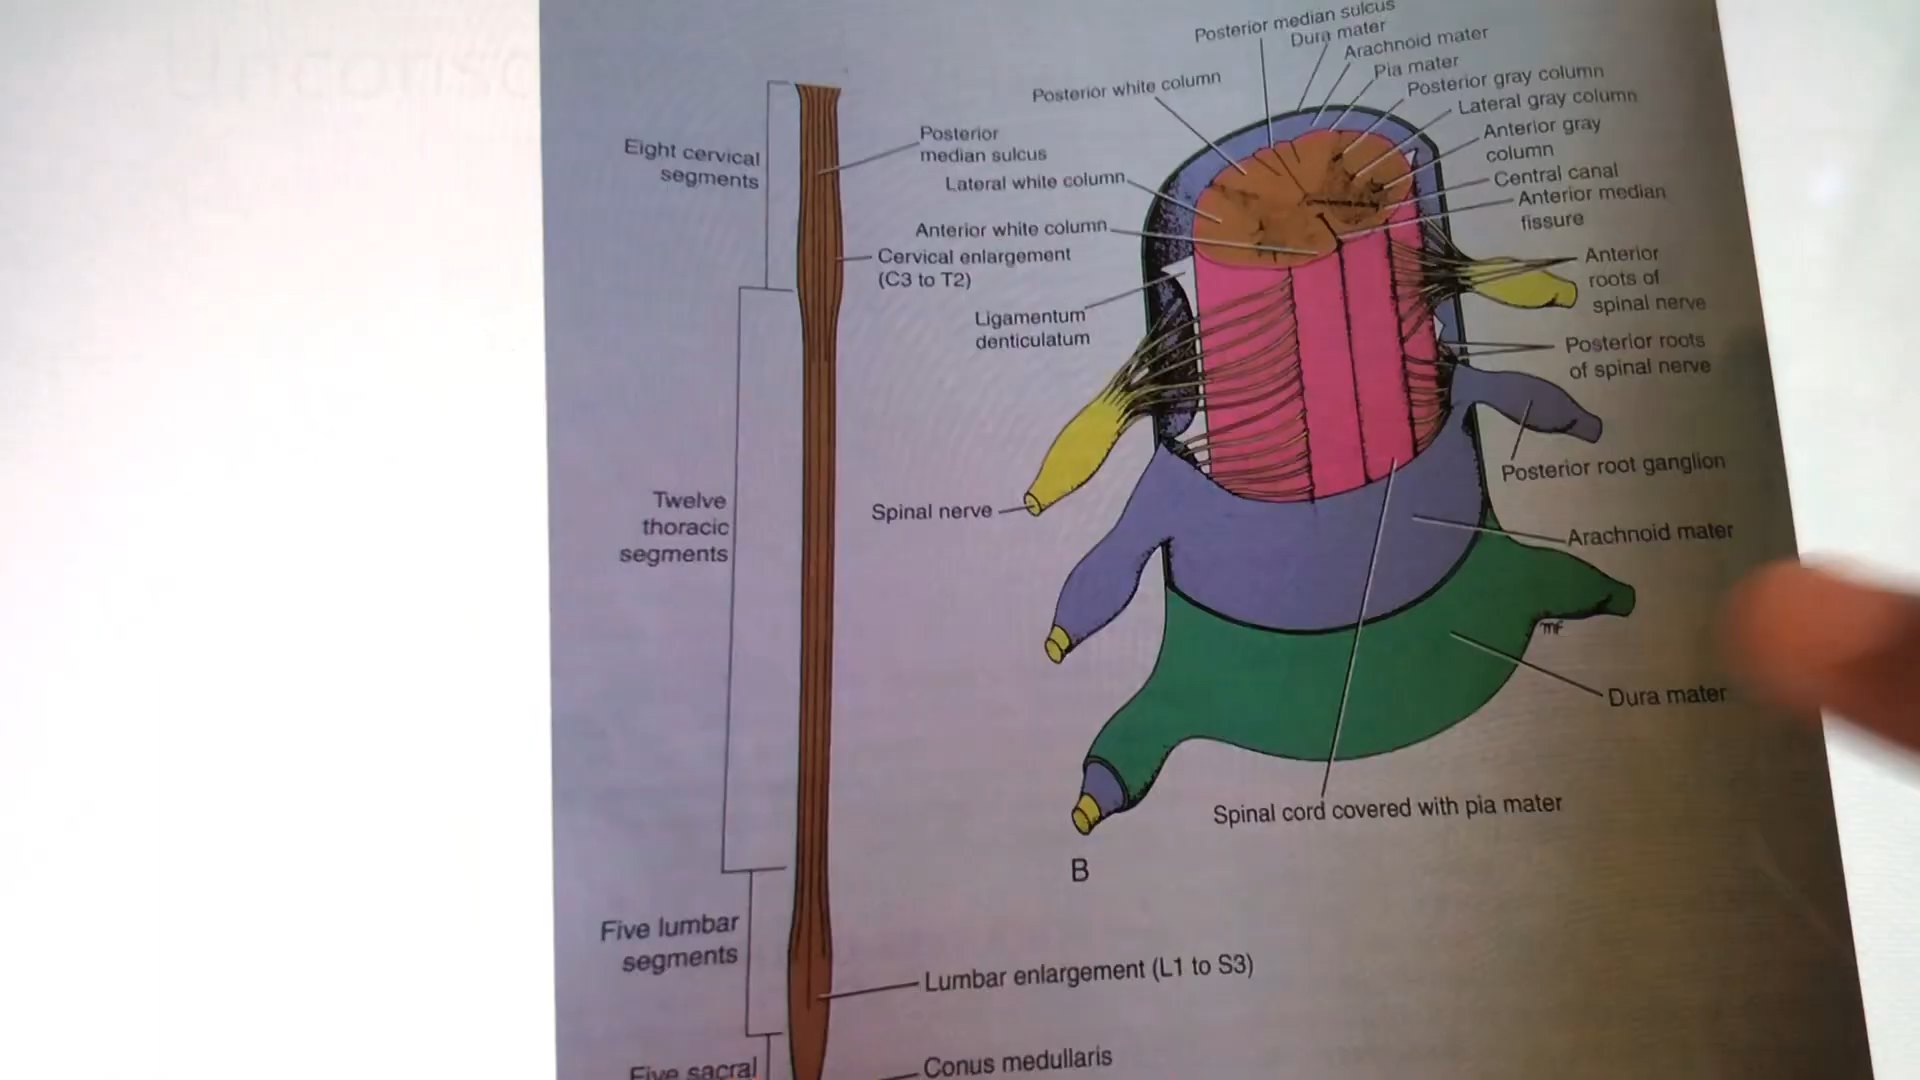 Posterior median sulcus
Dura mater
Arachnoid mater
Pia mater
Posterior gray column
Lateral gray column
Anterior gray
column
Central canal
Anterior median
fissure
Posterior white column
Eight cervical
segments
Posterior
median sulcus
Lateral white column
Anterior white column
Cervical enlargement
(C3 to T2)
Ligamentum
denticulatum
Anterior
roots of
spinal nerve
Posterior roots
of spinal nerve
Posterior root ganglion
Spinal nerve
Twelve
thoracic
segments
Arachnoid mater
mf
Dura mater
Spinal cord covered with pia mater
B
Five lumbar
segments
Lumbar enlargement (L1 to S3)
Five sacral
Conus medullaris